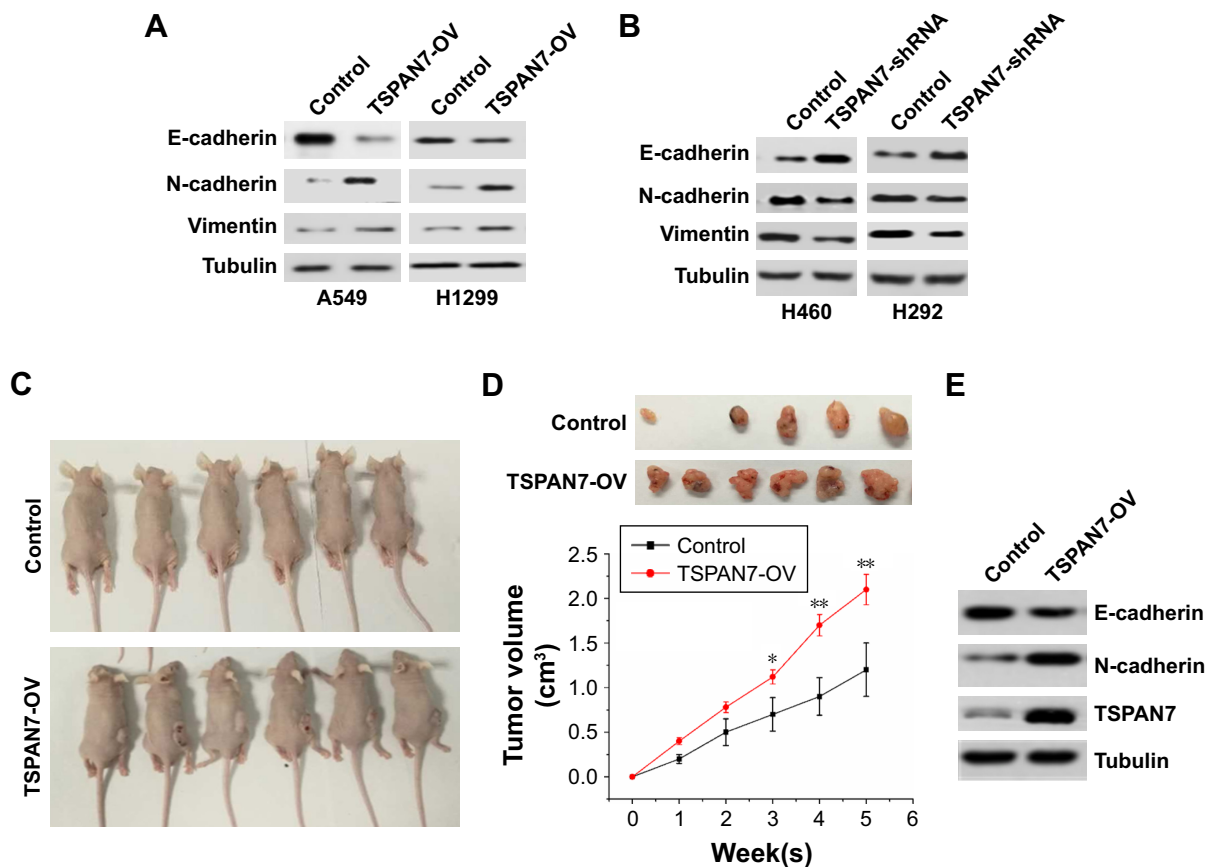 A
Control
TSPAN7-OV
Control
TSPAN7-OV
E-cadherin
N-cadherin
Vimentin
Tubulin
A549
H1299
B
Control
TSPAN7-shRNA
Control
TSPAN7-shRNA
E-cadherin
N-cadherin
Vimentin
Tubulin
H460
H292
C
Control
TSPAN7-OV
D
Control
TSPAN7-OV
Control
TSPAN7-OV
Tumor volume
(cm³)
2.5
2.0
1.5
1.0
0.5
0.0
*
**
**
0 1 2 3 4 5 6
Week(s)
E
Control
TSPAN7-OV
E-cadherin
N-cadherin
TSPAN7
Tubulin